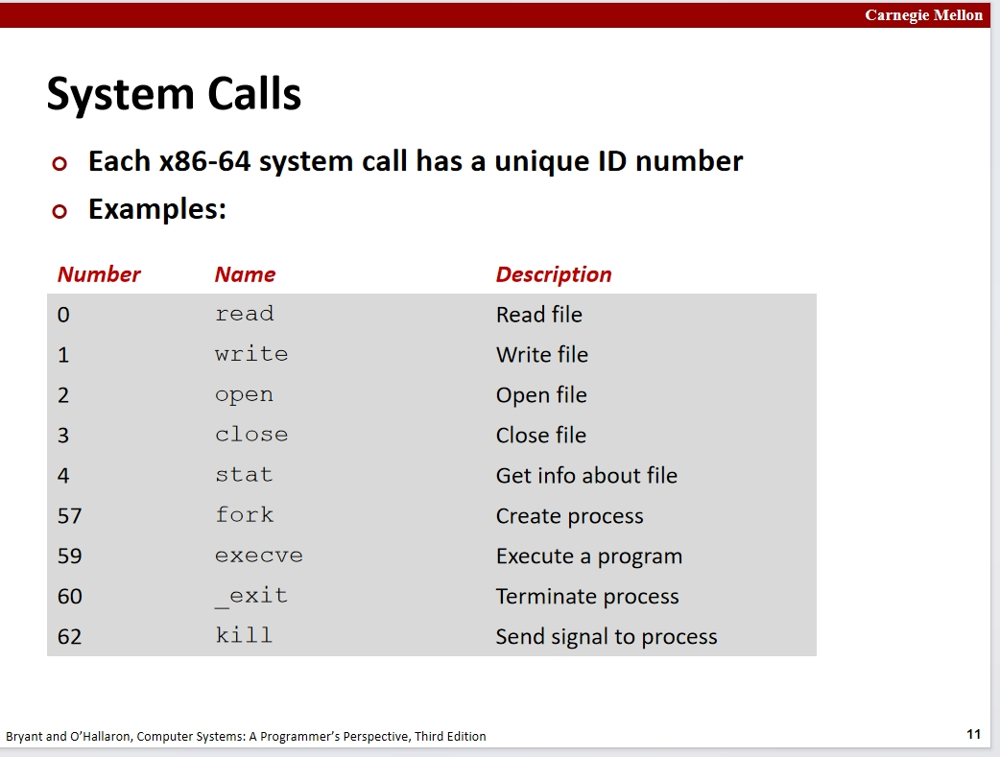 Carnegie Mellon
System Calls
Each x86-64 system call has a unique ID number
Examples:
Number Name Description
0 read Read file
1 write Write file
2 open Open file
3 close Close file
4 stat Get info about file
57 fork Create process
59 execve Execute a program
60 _exit Terminate process
62 kill Send signal to process
Bryant and O’Hallaron, Computer Systems: A Programmer’s Perspective, Third Edition 11